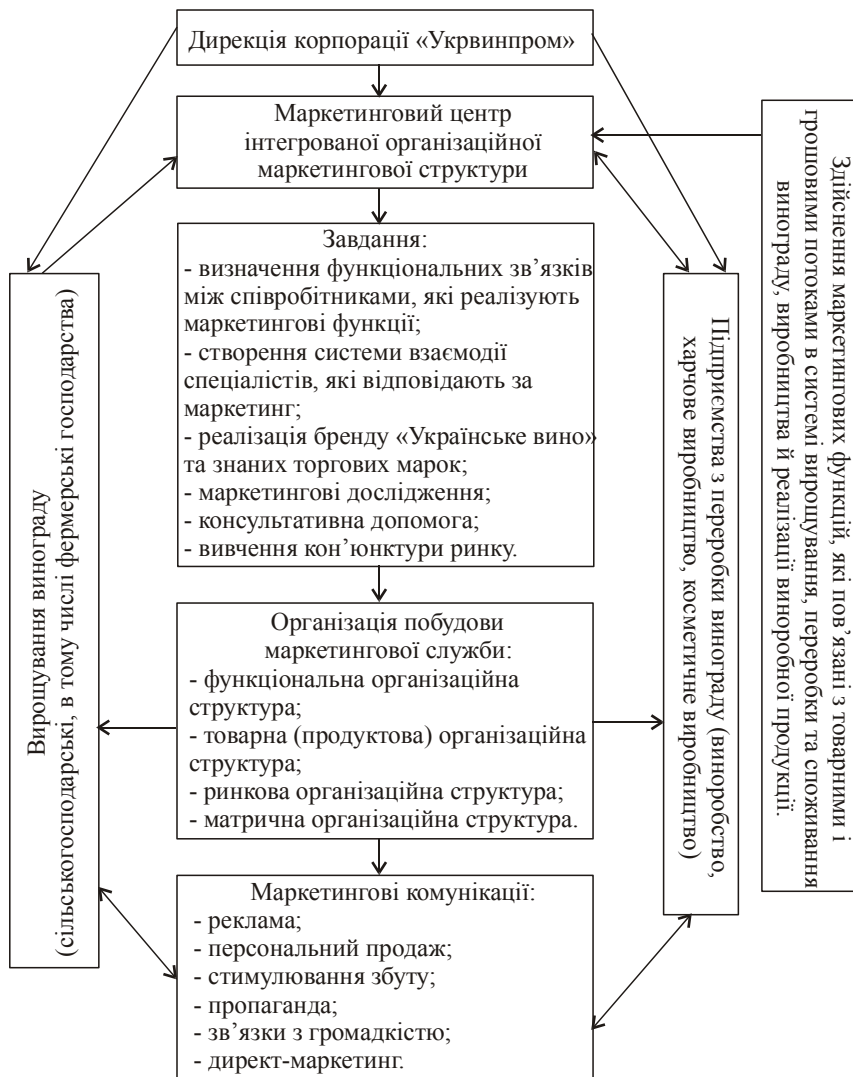 Дирекція корпорації «Укрвинпром»
Маркетинговий центр
інтегрованої організаційної
маркетингової структури
Завдання:
- визначення функціональних зв’язків
між співробітниками, які реалізують
маркетингові функції;
- створення системи взаємодії
спеціалістів, які відповідають за
маркетинг;
- реалізація бренду «Українське вино»
та знаних торгових марок;
- маркетингові дослідження;
- консультативна допомога;
- вивчення кон’юнктури ринку.
Організація побудови
маркетингової служби:
- функціональна організаційна
структура;
- товарна (продуктова) організаційна
структура;
- ринкова організаційна структура;
- матрична організаційна структура.
Маркетингові комунікації:
- реклама;
- персональний продаж;
- стимулювання збуту;
- пропаганда;
- зв’язки з громадкістю;
- директ-маркетинг.
Вирощування винограду
(сільськогосподарські, в тому числі фермерські господарства)
Підприємства з переробки винограду (виноробство,
харчове виробництво, косметичне виробництво)
Здійснення маркетингових функцій, які пов’язані з товарними і
грошовими потоками в системі вирощування, переробки та споживання
винограду, виробництва й реалізації виноробної продукції.